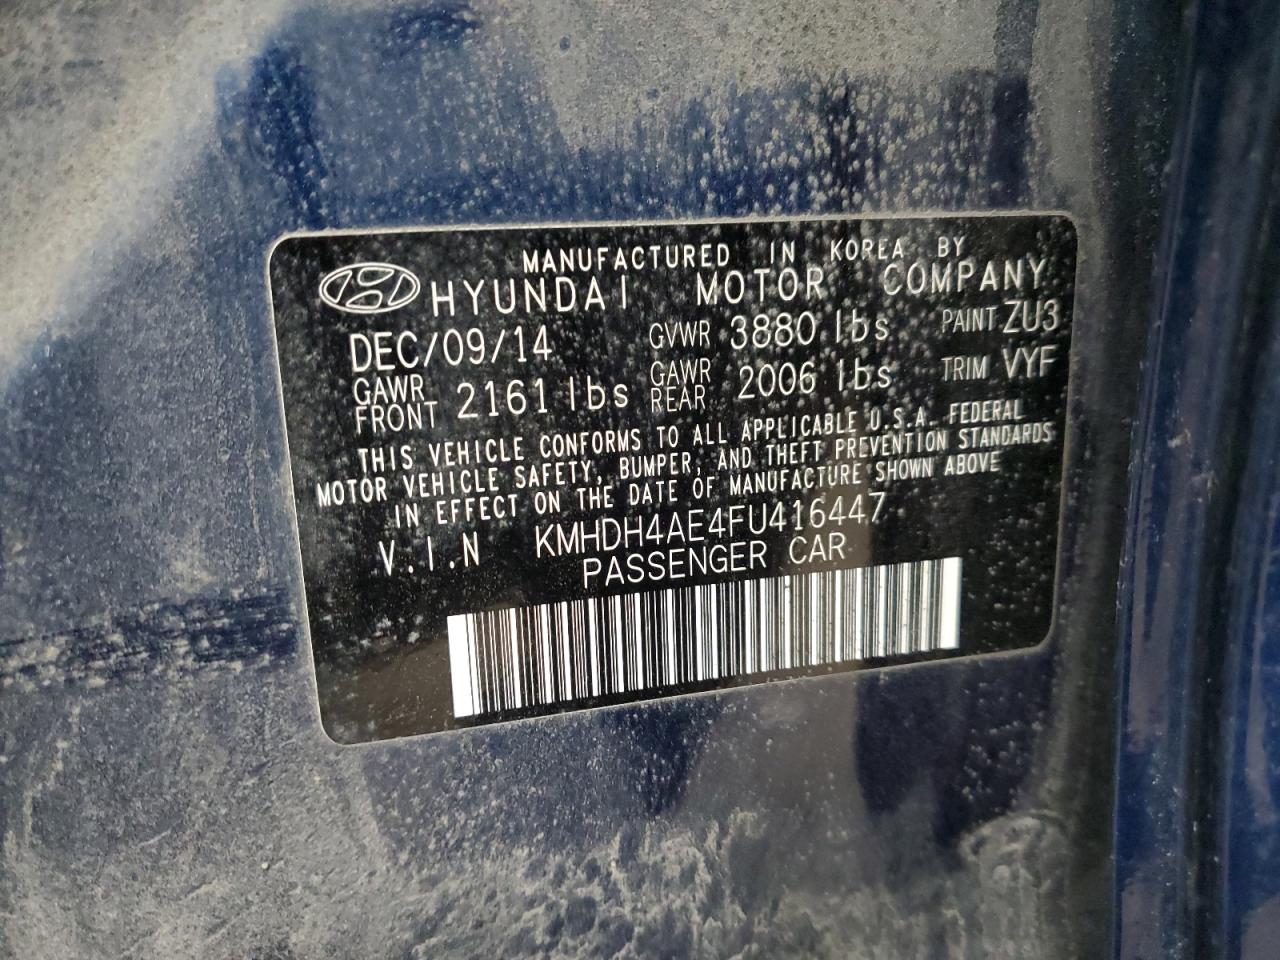 MANUFACTURED IN KOREA BY
HYUNDAI MOTOR COMPANY
DEC/09/14 GVWR 3880 lbs PAINT ZU3
GAWR FRONT 2161 lbs GAWR REAR 2006 lbs TRIM VYF
THIS VEHICLE CONFORMS TO ALL APPLICABLE U.S.A. FEDERAL
MOTOR VEHICLE SAFETY, BUMPER, AND THEFT PREVENTION STANDARDS
IN EFFECT ON THE DATE OF MANUFACTURE SHOWN ABOVE
V.I.N KMHDH4AE4FU416447
PASSENGER CAR